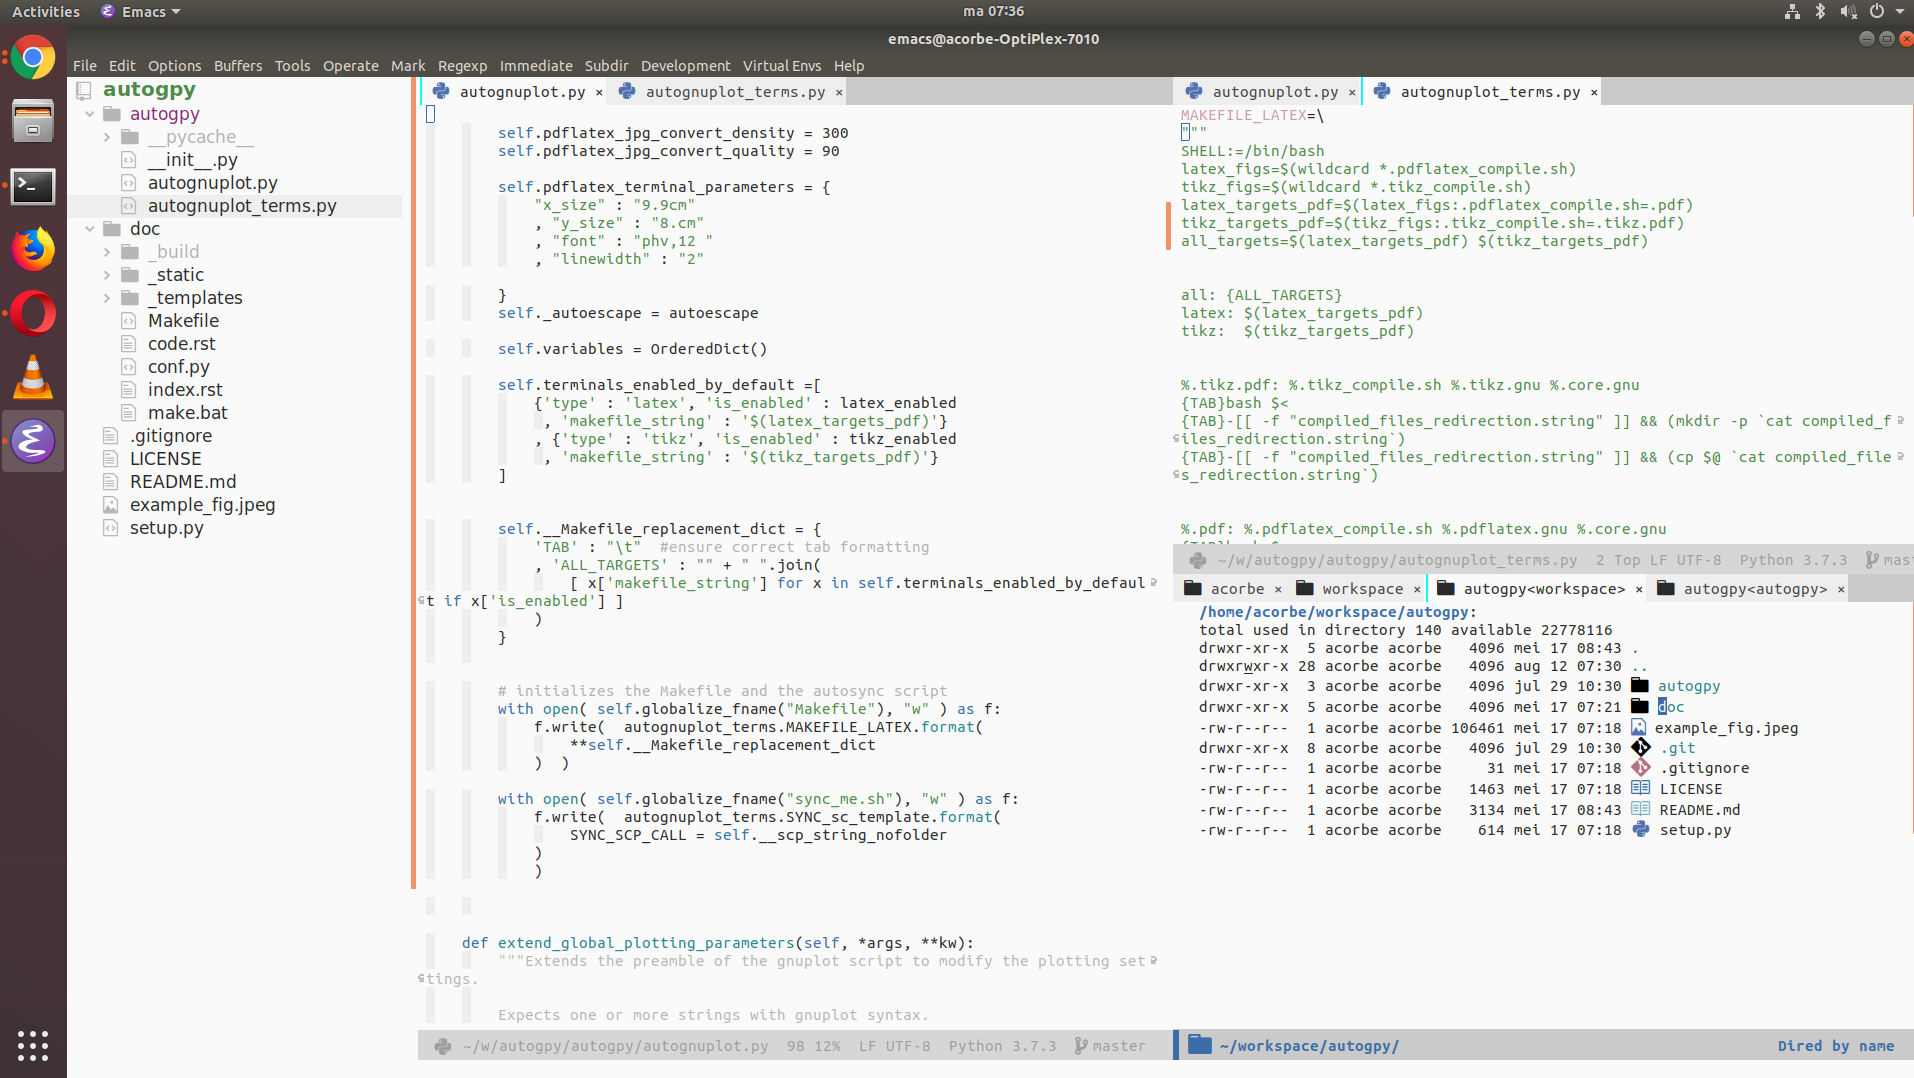 Activities
Emacs
ma 07:36
emacs@acorbe-OptiPlex-7010
File Edit Options Buffers Tools Operate Mark Regexp Immediate Subdir Development Virtual Envs Help
autogpy
autogpy
__pycache__
__init__.py
autognuplot.py
autognuplot_terms.py
doc
_build
_static
_templates
Makefile
code.rst
conf.py
index.rst
make.bat
.gitignore
LICENSE
README.md
example_fig.jpeg
setup.py
autognuplot.py × autognuplot_terms.py ×
self.pdflatex_jpg_convert_density = 300
self.pdflatex_jpg_convert_quality = 90
self.pdflatex_terminal_parameters = {
"x_size" : "9.9cm"
, "y_size" : "8.cm"
, "font" : "phv,12 "
, "linewidth" : "2"
}
self._autoescape = autoescape
self.variables = OrderedDict()
self.terminals_enabled_by_default =[
{'type' : 'latex', 'is_enabled' : latex_enabled
, 'makefile_string' : '$(latex_targets_pdf)'}
, {'type' : 'tikz', 'is_enabled' : tikz_enabled
, 'makefile_string' : '$(tikz_targets_pdf)'}
]
self.__Makefile_replacement_dict = {
'TAB' : "\t"  #ensure correct tab formatting
, 'ALL_TARGETS' : "" + " ".join(
[ x['makefile_string'] for x in self.terminals_enabled_by_defaul
t if x['is_enabled'] ]
)
}
# initializes the Makefile and the autosync script
with open( self.globalize_fname("Makefile"), "w" ) as f:
f.write(  autognuplot_terms.MAKEFILE_LATEX.format(
**self.__Makefile_replacement_dict
)  )
with open( self.globalize_fname("sync_me.sh"), "w" ) as f:
f.write(  autognuplot_terms.SYNC_sc_template.format(
SYNC_SCP_CALL = self.__scp_string_nofolder
)
)
def extend_global_plotting_parameters(self, *args, **kw):
"""Extends the preamble of the gnuplot script to modify the plotting set
tings.
Expects one or more strings with gnuplot syntax.
~/w/autogpy/autogpy/autognuplot.py 98 12% LF UTF-8 Python 3.7.3 master
autognuplot.py × autognuplot_terms.py ×
MAKEFILE_LATEX=\
"""
SHELL:=/bin/bash
latex_figs=$(wildcard *.pdflatex_compile.sh)
tikz_figs=$(wildcard *.tikz_compile.sh)
latex_targets_pdf=$(latex_figs:.pdflatex_compile.sh=.pdf)
tikz_targets_pdf=$(tikz_figs:.tikz_compile.sh=.tikz.pdf)
all_targets=$(latex_targets_pdf) $(tikz_targets_pdf)
all: {ALL_TARGETS}
latex: $(latex_targets_pdf)
tikz:  $(tikz_targets_pdf)
%.tikz.pdf: %.tikz_compile.sh %.tikz.gnu %.core.gnu
{TAB}bash $<
{TAB}-[[ -f "compiled_files_redirection.string" ]] && (mkdir -p `cat compiled_f
iles_redirection.string`)
{TAB}-[[ -f "compiled_files_redirection.string" ]] && (cp $@ `cat compiled_file
s_redirection.string`)
%.pdf: %.pdflatex_compile.sh %.pdflatex.gnu %.core.gnu
~/w/autogpy/autogpy/autognuplot_terms.py 2 Top LF UTF-8 Python 3.7.3 mas
acorbe × workspace × autogpy<workspace> × autogpy<autogpy> ×
/home/acorbe/workspace/autogpy:
total used in directory 140 available 22778116
drwxr-xr-x  5 acorbe acorbe   4096 mei 17 08:43 .
drwxrwxr-x 28 acorbe acorbe   4096 aug 12 07:30 ..
drwxr-xr-x  3 acorbe acorbe   4096 jul 29 10:30 autogpy
drwxr-xr-x  5 acorbe acorbe   4096 mei 17 07:21 doc
-rw-r--r--  1 acorbe acorbe 106461 mei 17 07:18 example_fig.jpeg
drwxr-xr-x  8 acorbe acorbe   4096 jul 29 10:30 .git
-rw-r--r--  1 acorbe acorbe     31 mei 17 07:18 .gitignore
-rw-r--r--  1 acorbe acorbe   1463 mei 17 07:18 LICENSE
-rw-r--r--  1 acorbe acorbe   3134 mei 17 08:43 README.md
-rw-r--r--  1 acorbe acorbe    614 mei 17 07:18 setup.py
~/workspace/autogpy/ Dired by name